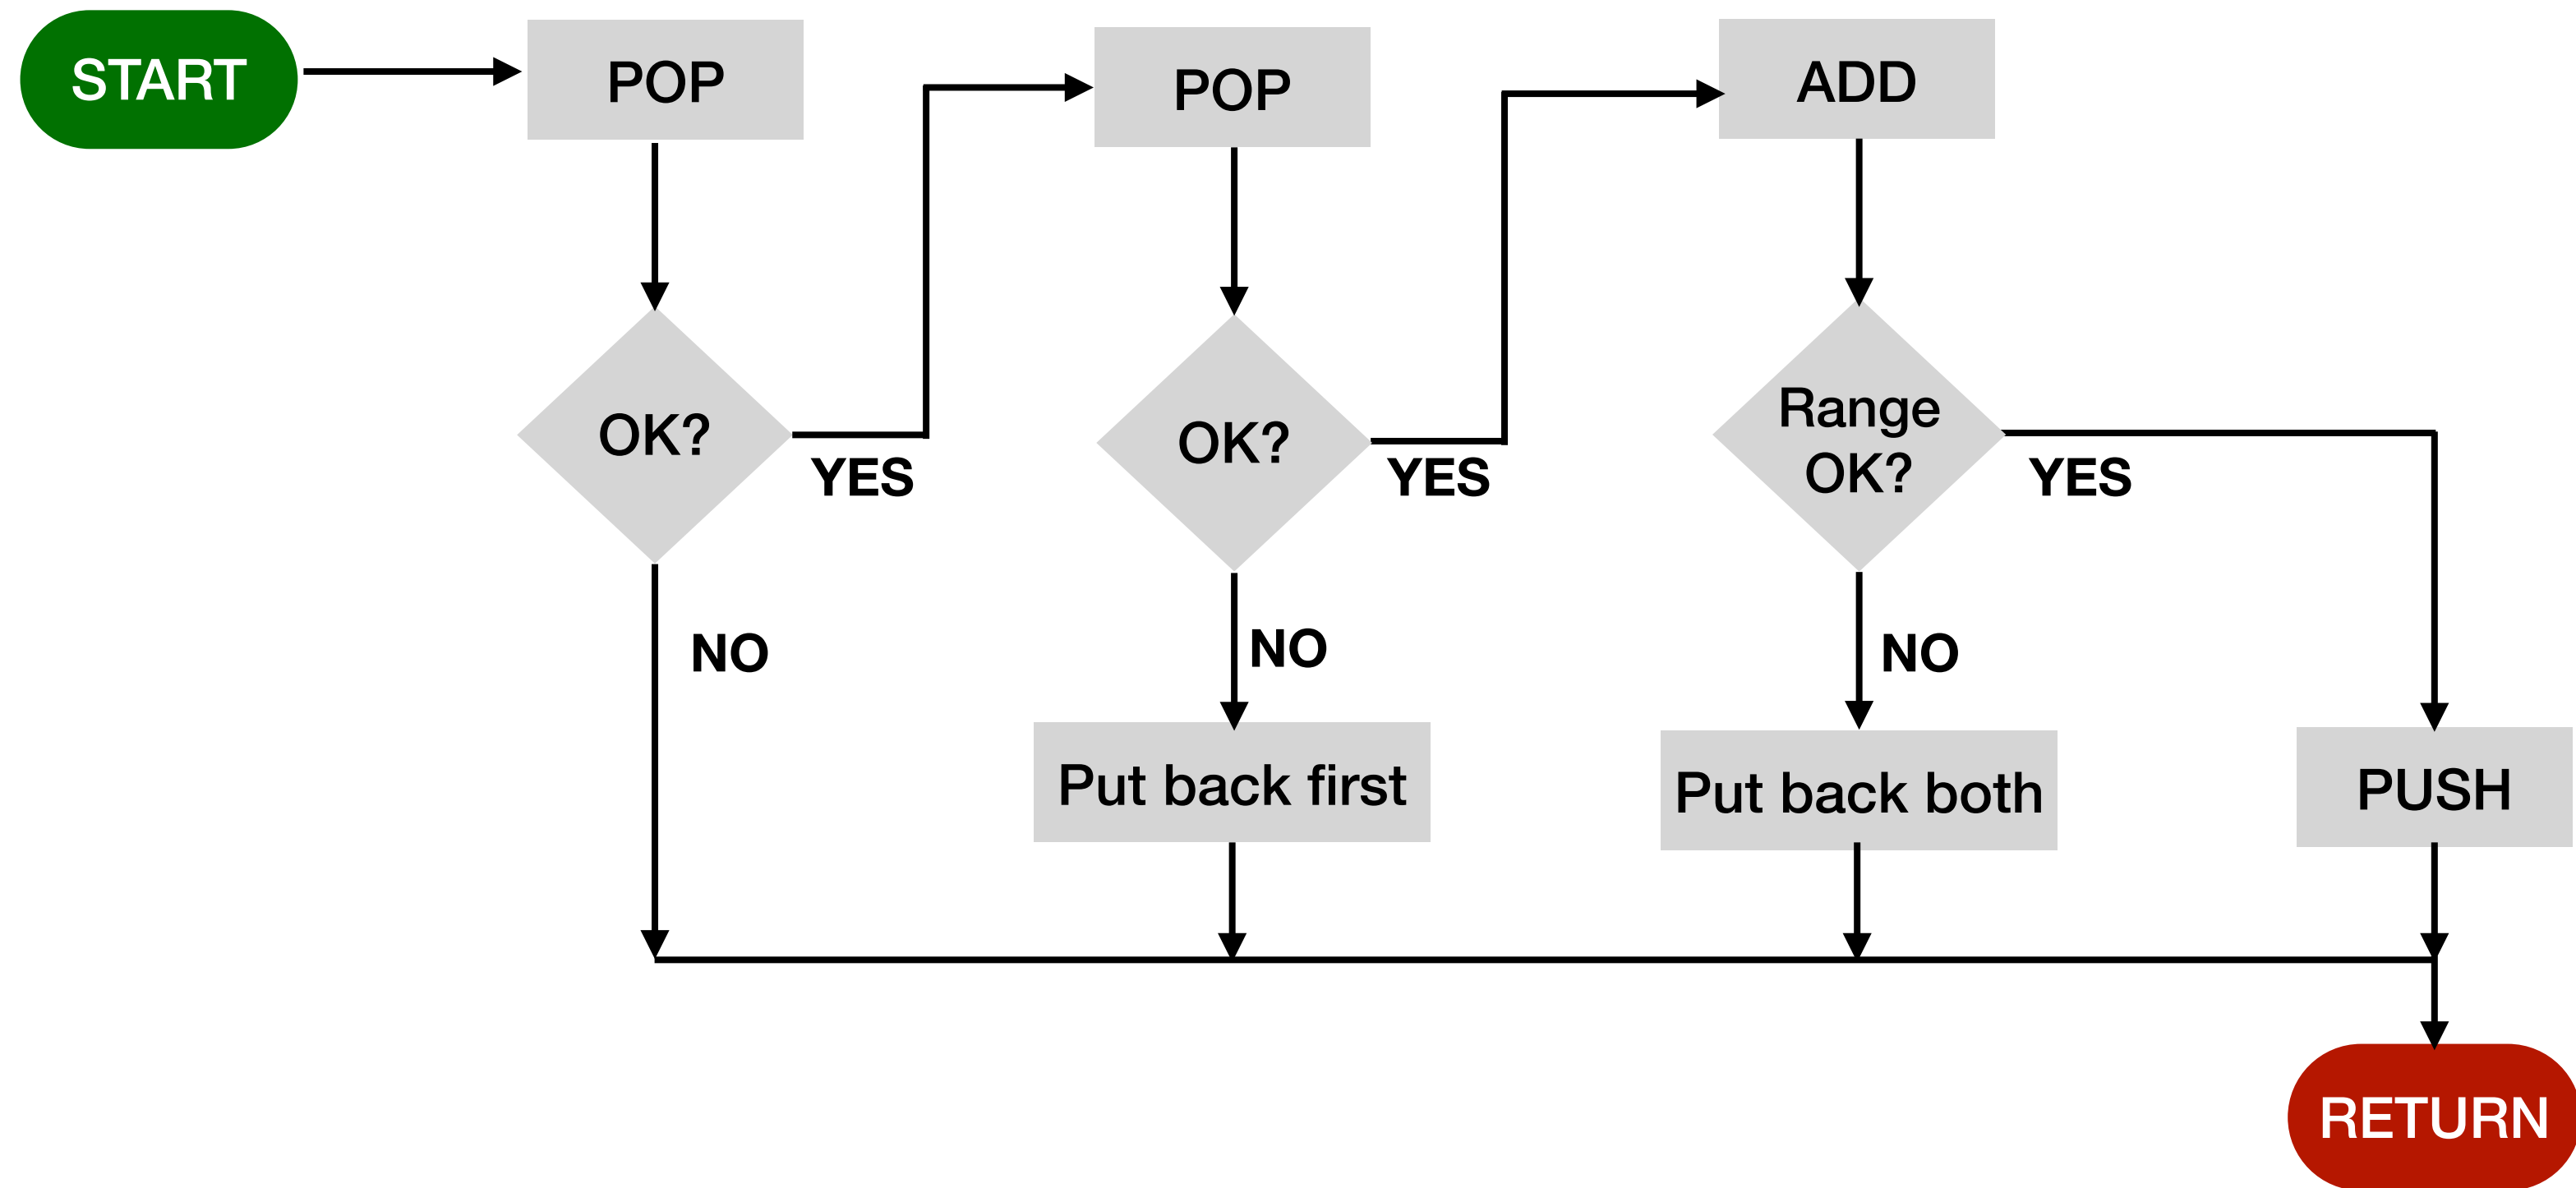 START
POP
POP
ADD
OK?
OK?
Range
OK?
YES
YES
YES
NO
NO
NO
Put back first
Put back both
PUSH
RETURN